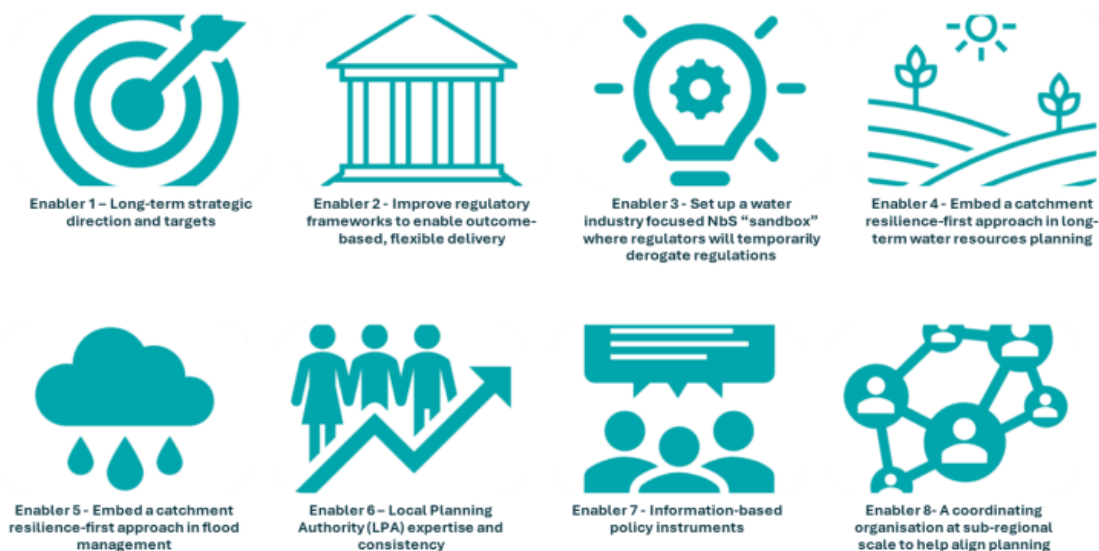 Enabler 1 – Long-term strategic
direction and targets
Enabler 2 - Improve regulatory
frameworks to enable outcome-
based, flexible delivery
Enabler 3 - Set up a water
industry focused NbS “sandbox”
where regulators will temporarily
derogate regulations
Enabler 4 - Embed a catchment
resilience-first approach in long-
term water resources planning
Enabler 5 - Embed a catchment
resilience-first approach in flood
management
Enabler 6 – Local Planning
Authority (LPA) expertise and
consistency
Enabler 7 - Information-based
policy instruments
Enabler 8- A coordinating
organisation at sub-regional
scale to help align planning